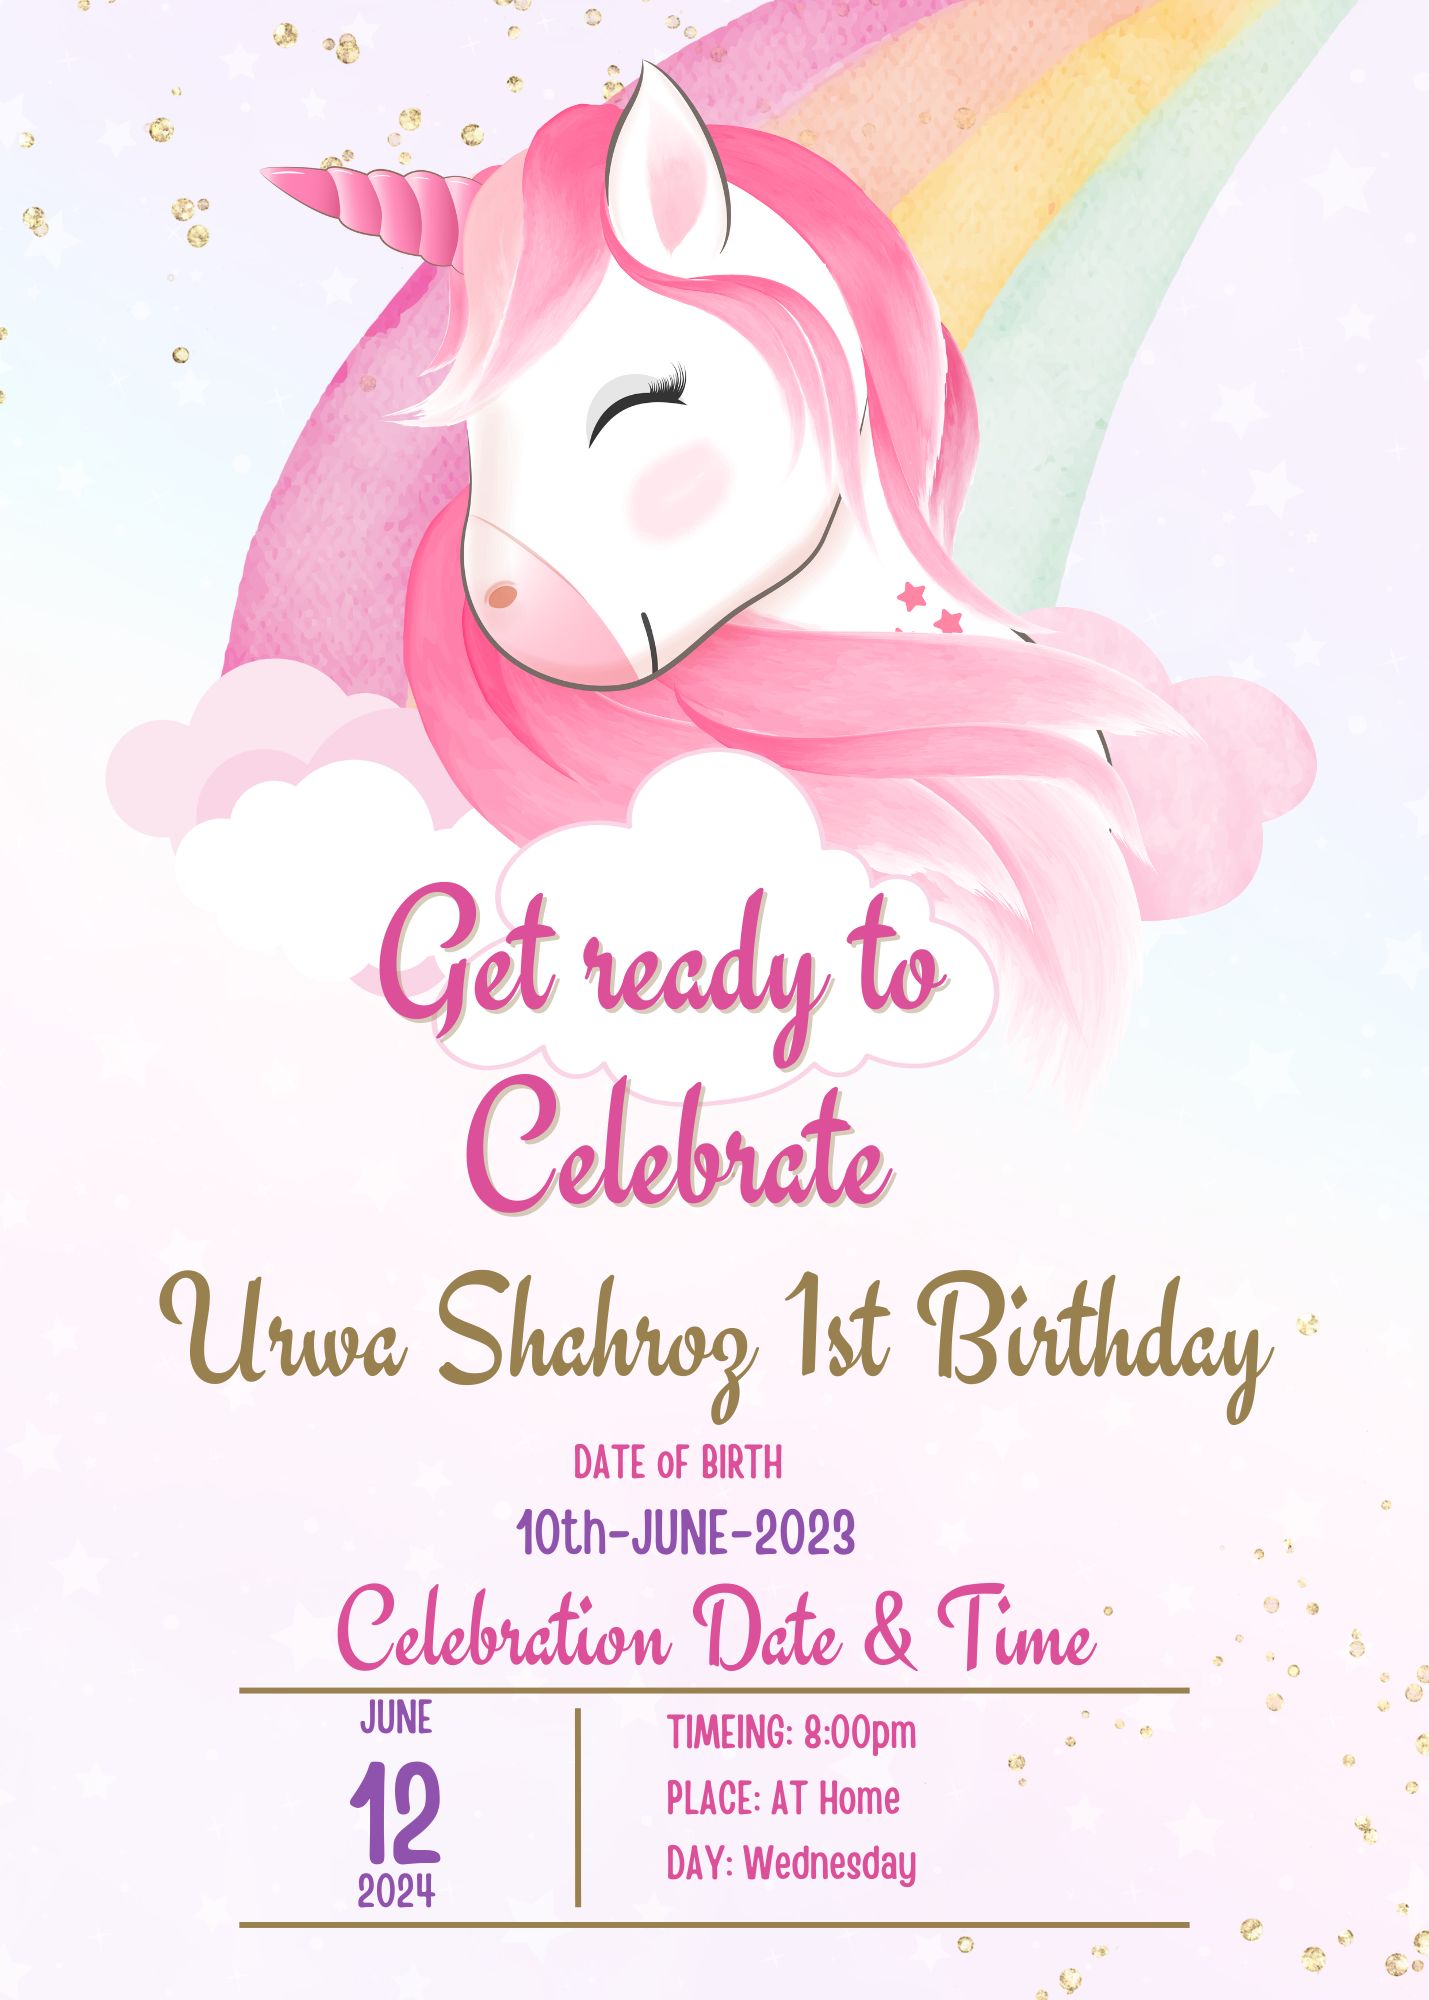 Get ready to
Celebrate
Urwa Shahroz 1st Birthday
DATE oF BIRTH
10th-JUNE-2023
Celebration Date & Time
JUNE
12
2024
TIMEING: 8:00pm
PLACE: AT Home
DAY: Wednesday